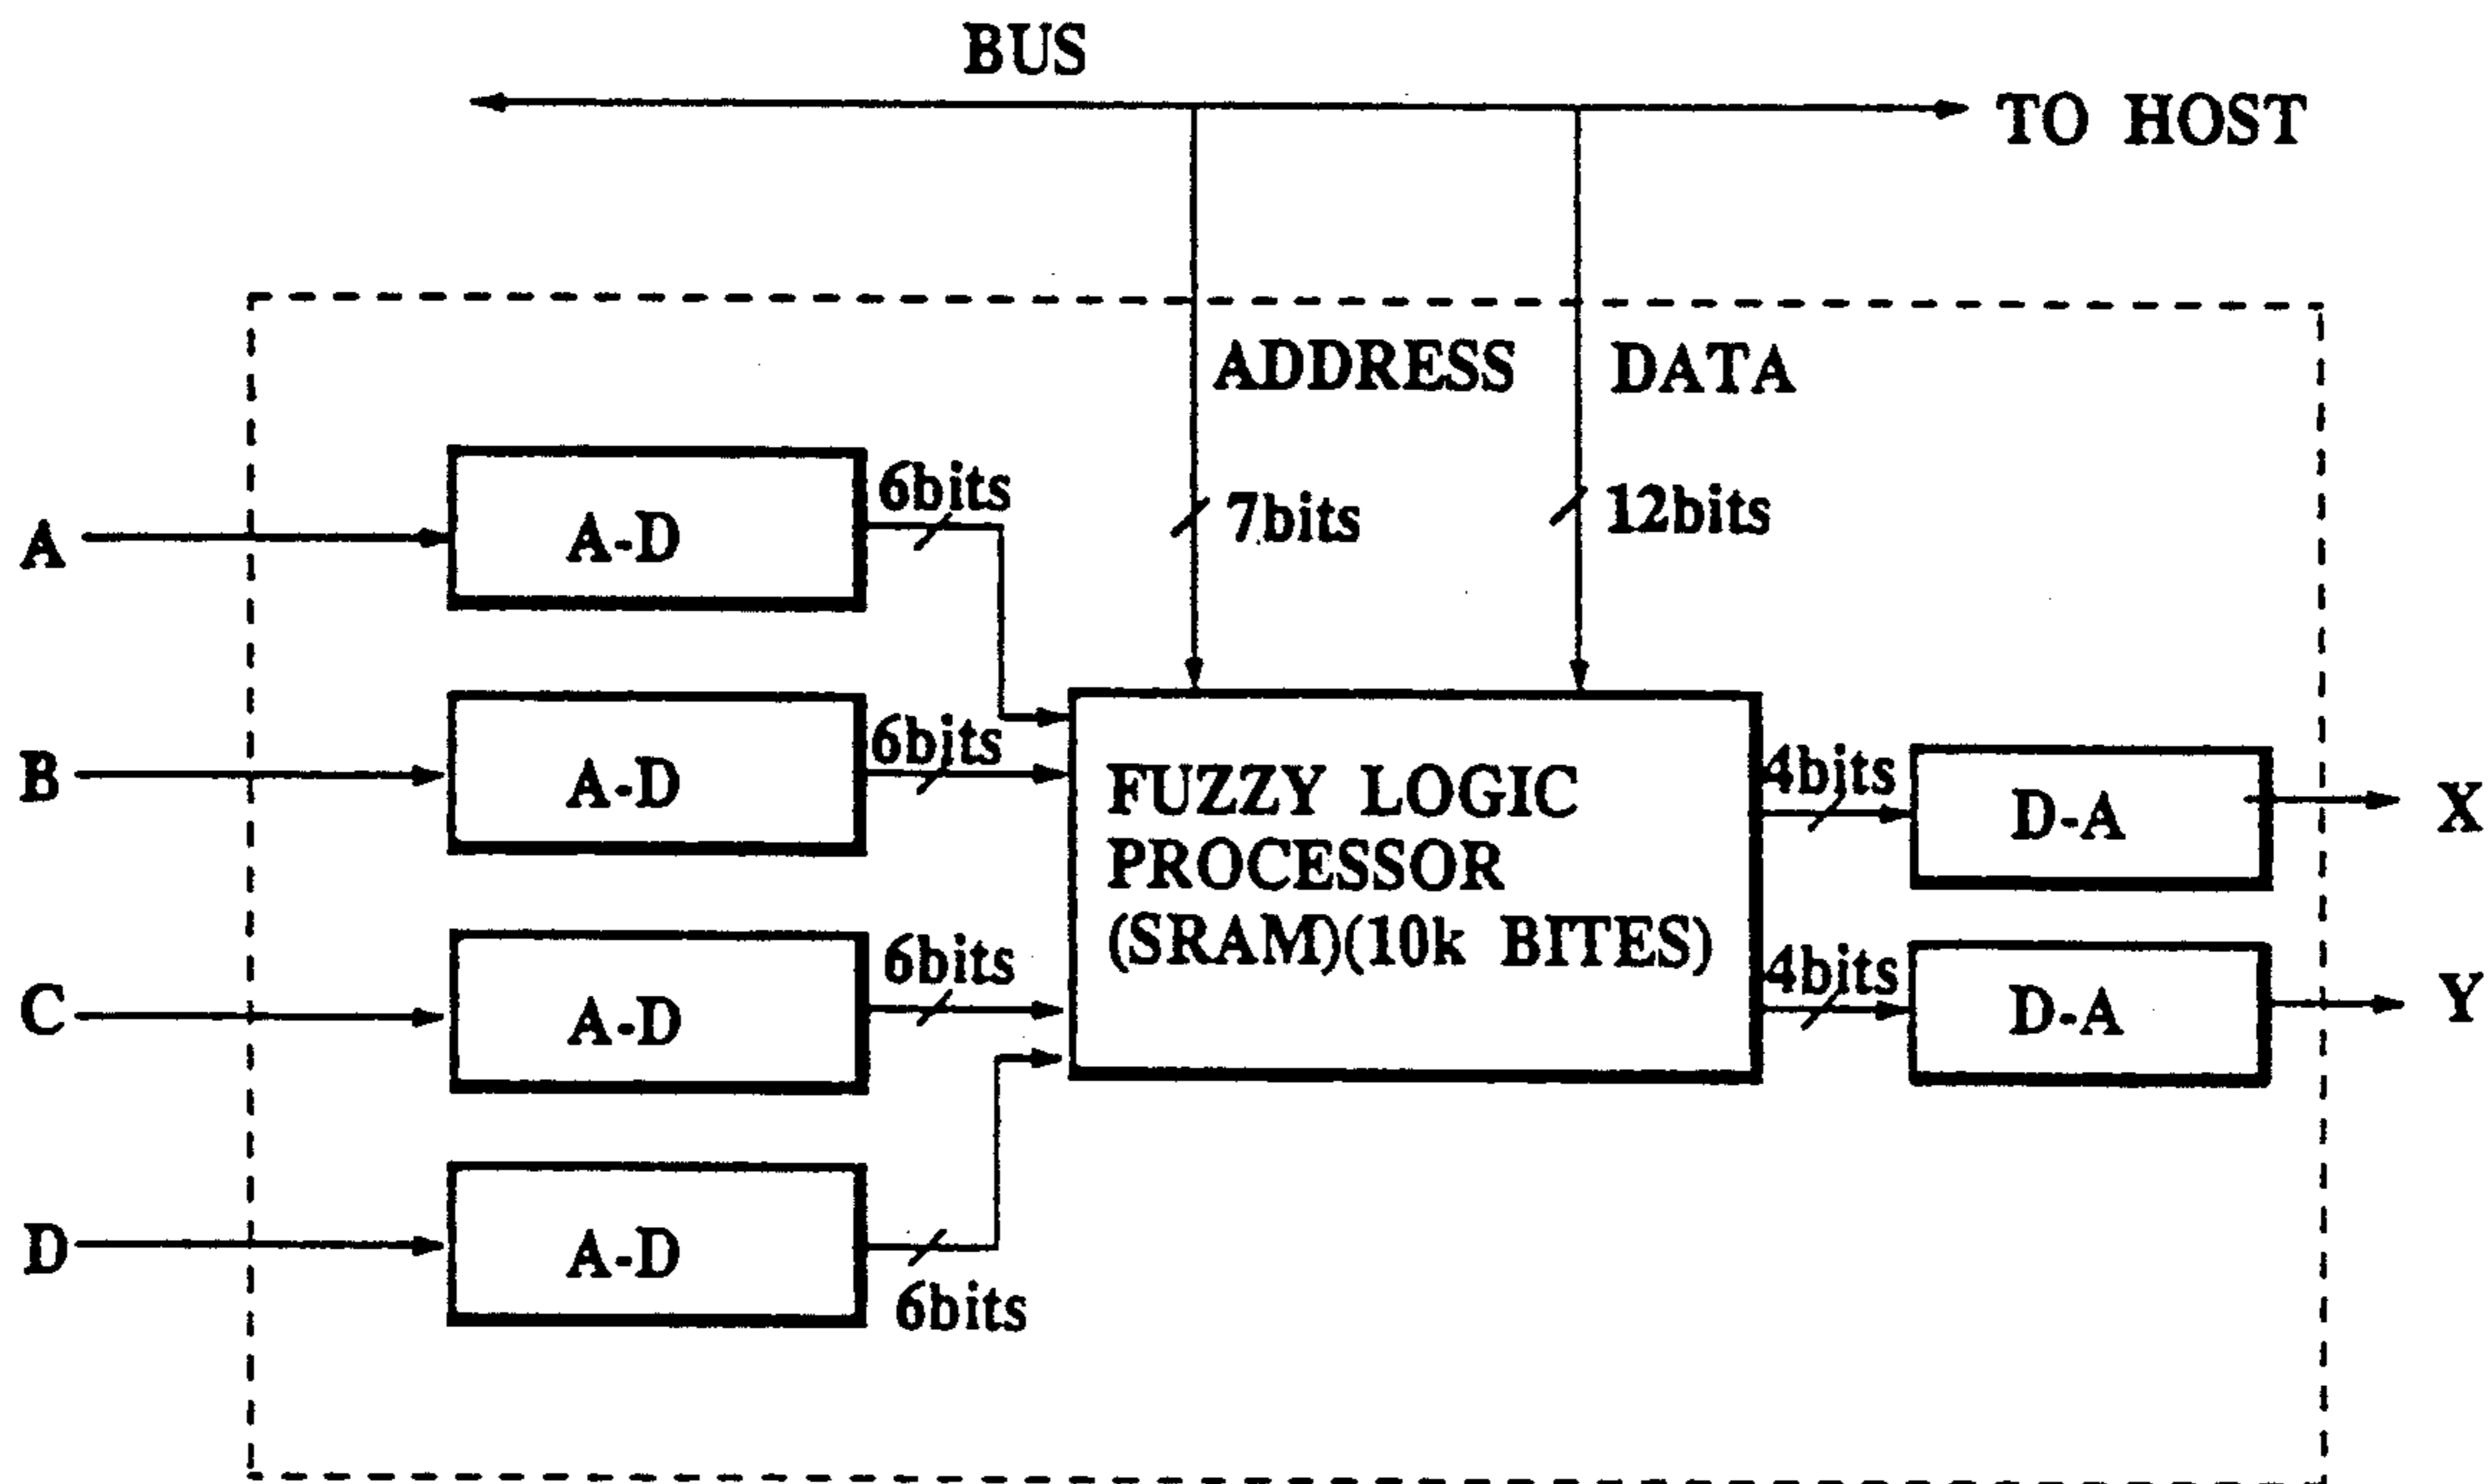 BUS
TO HOST
ADDRESS
DATA
7bits
12bits
A
A-D
6bits
B
A-D
6bits
C
A-D
6bits
D
A-D
6bits
FUZZY LOGIC
PROCESSOR
(SRAM)(10k BITES)
4bits
D-A
X
4bits
D-A
Y